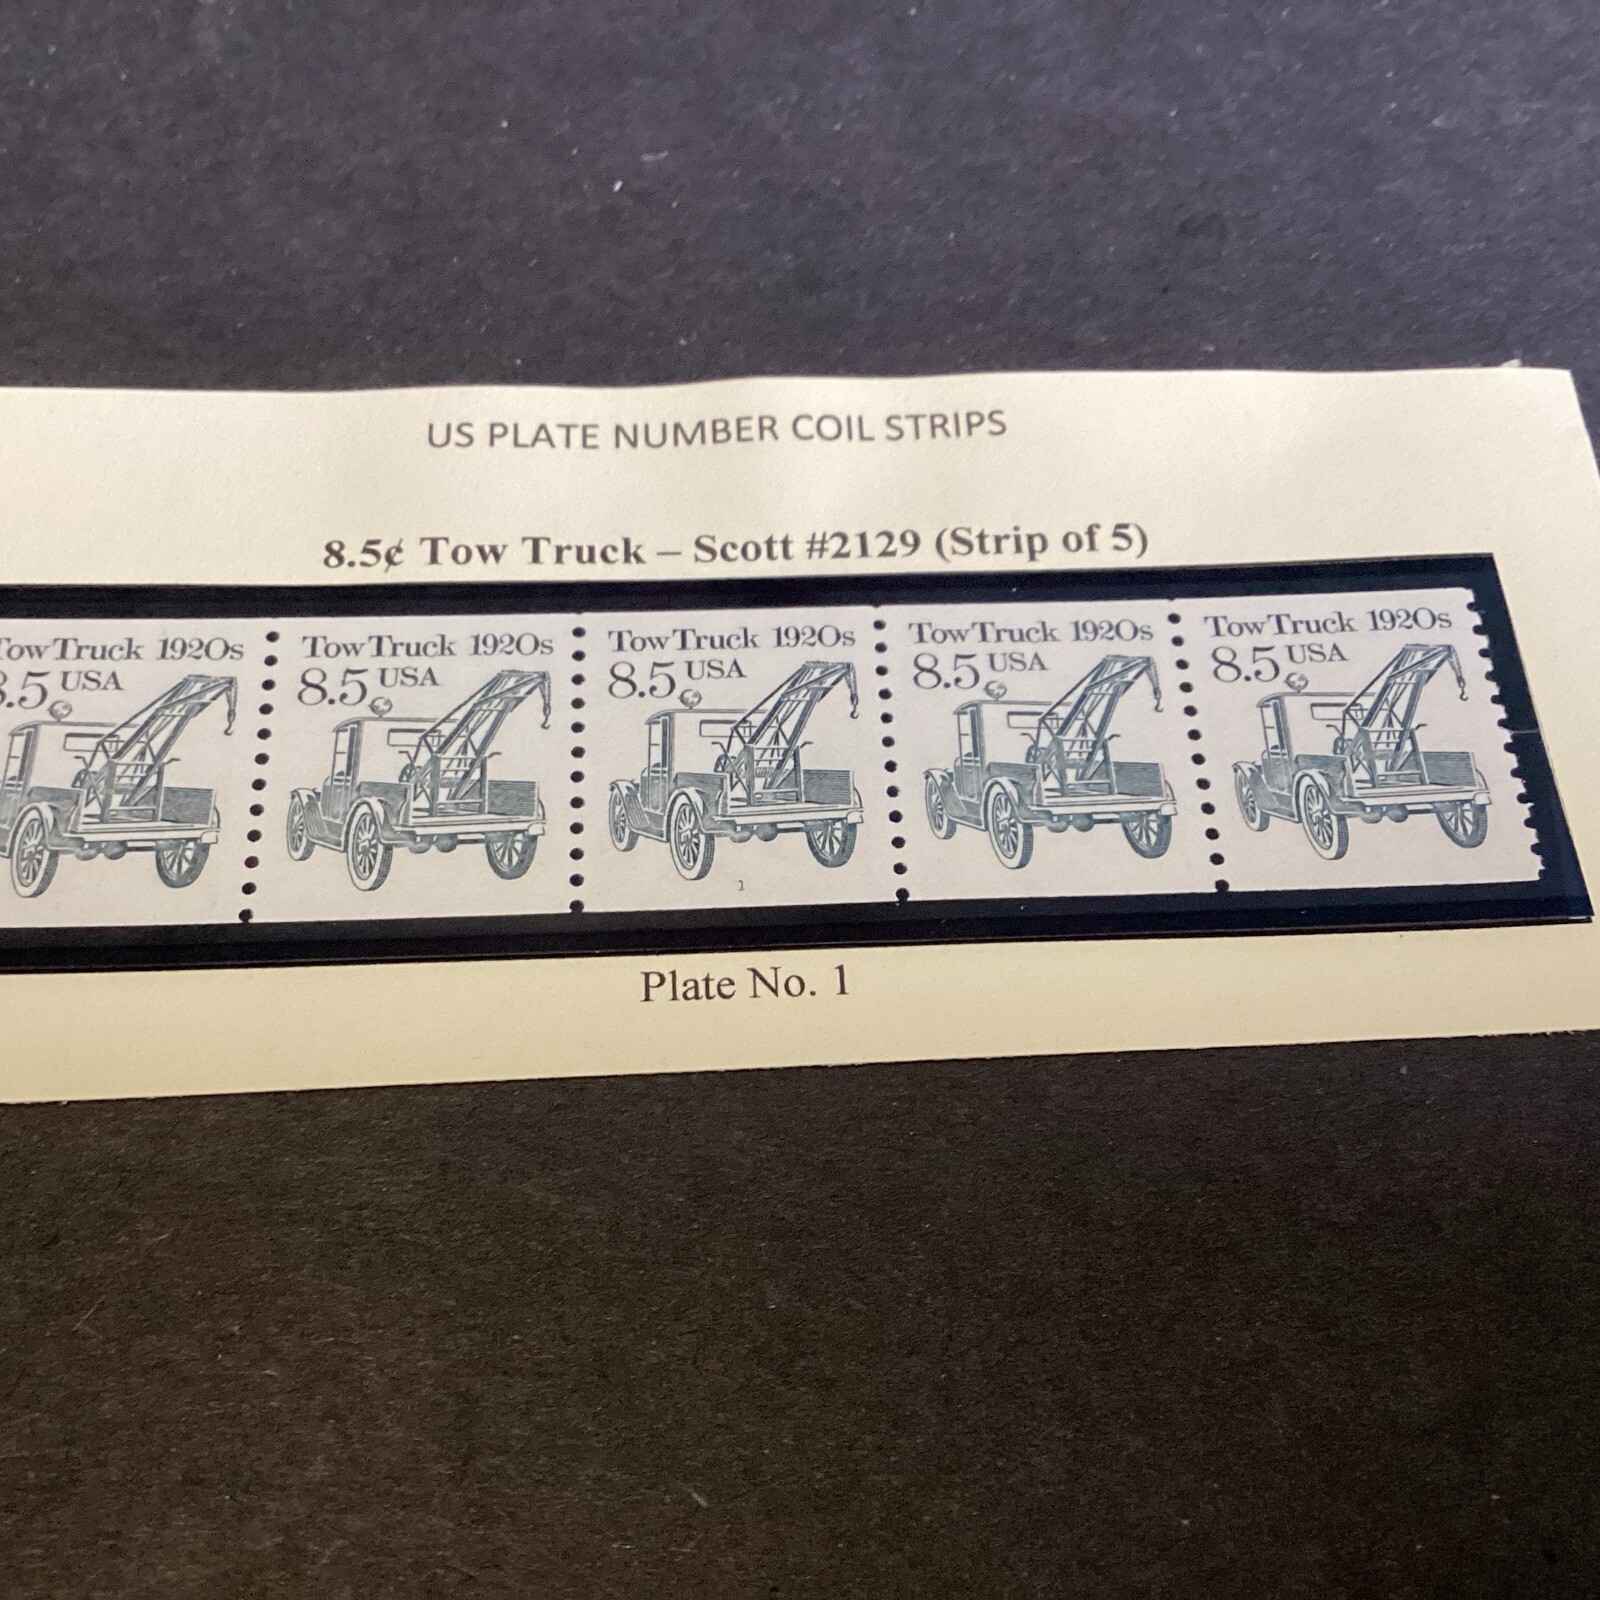 US PLATE NUMBER COIL STRIPS
8.5¢ Tow Truck – Scott #2129 (Strip of 5)
Tow Truck 1920s
8.5 USA
Tow Truck 1920s
8.5 USA
Tow Truck 1920s
8.5 USA
1
Tow Truck 1920s
8.5 USA
Tow Truck 1920s
8.5 USA
Plate No. 1